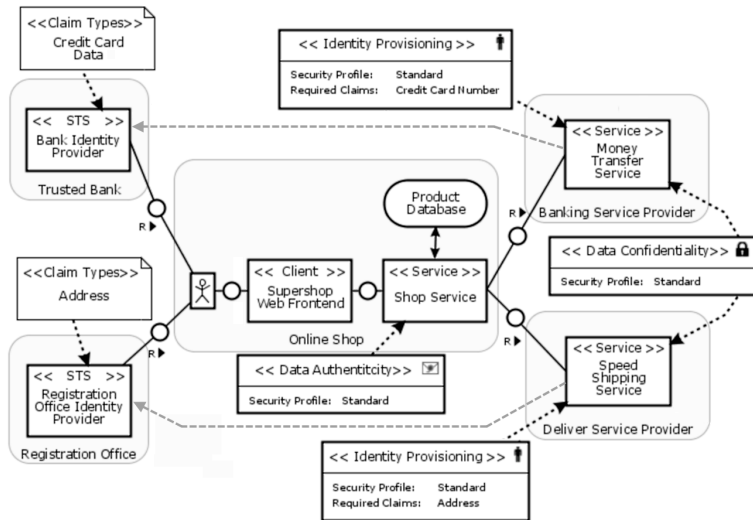 <<Claim Types>>
Credit Card
Data
<< STS >>
Bank Identity
Provider
Trusted Bank
R
<<Claim Types>>
Address
R
<< STS >>
Registration
Office Identity
Provider
Registration Office
<< Identity Provisioning >>
Security Profile: Standard
Required Claims: Credit Card Number
Product
Database
<< Client >>
Supershop
Web Frontend
<<Service>>
Shop Service
Online Shop
<< Data Authentitcity>>
Security Profile: Standard
R
<<Service>>
Money
Transfer
Service
Banking Service Provider
<< Data Confidentiality>>
Security Profile: Standard
R
<<Service>>
Speed
Shipping
Service
Deliver Service Provider
<< Identity Provisioning >>
Security Profile: Standard
Required Claims: Address